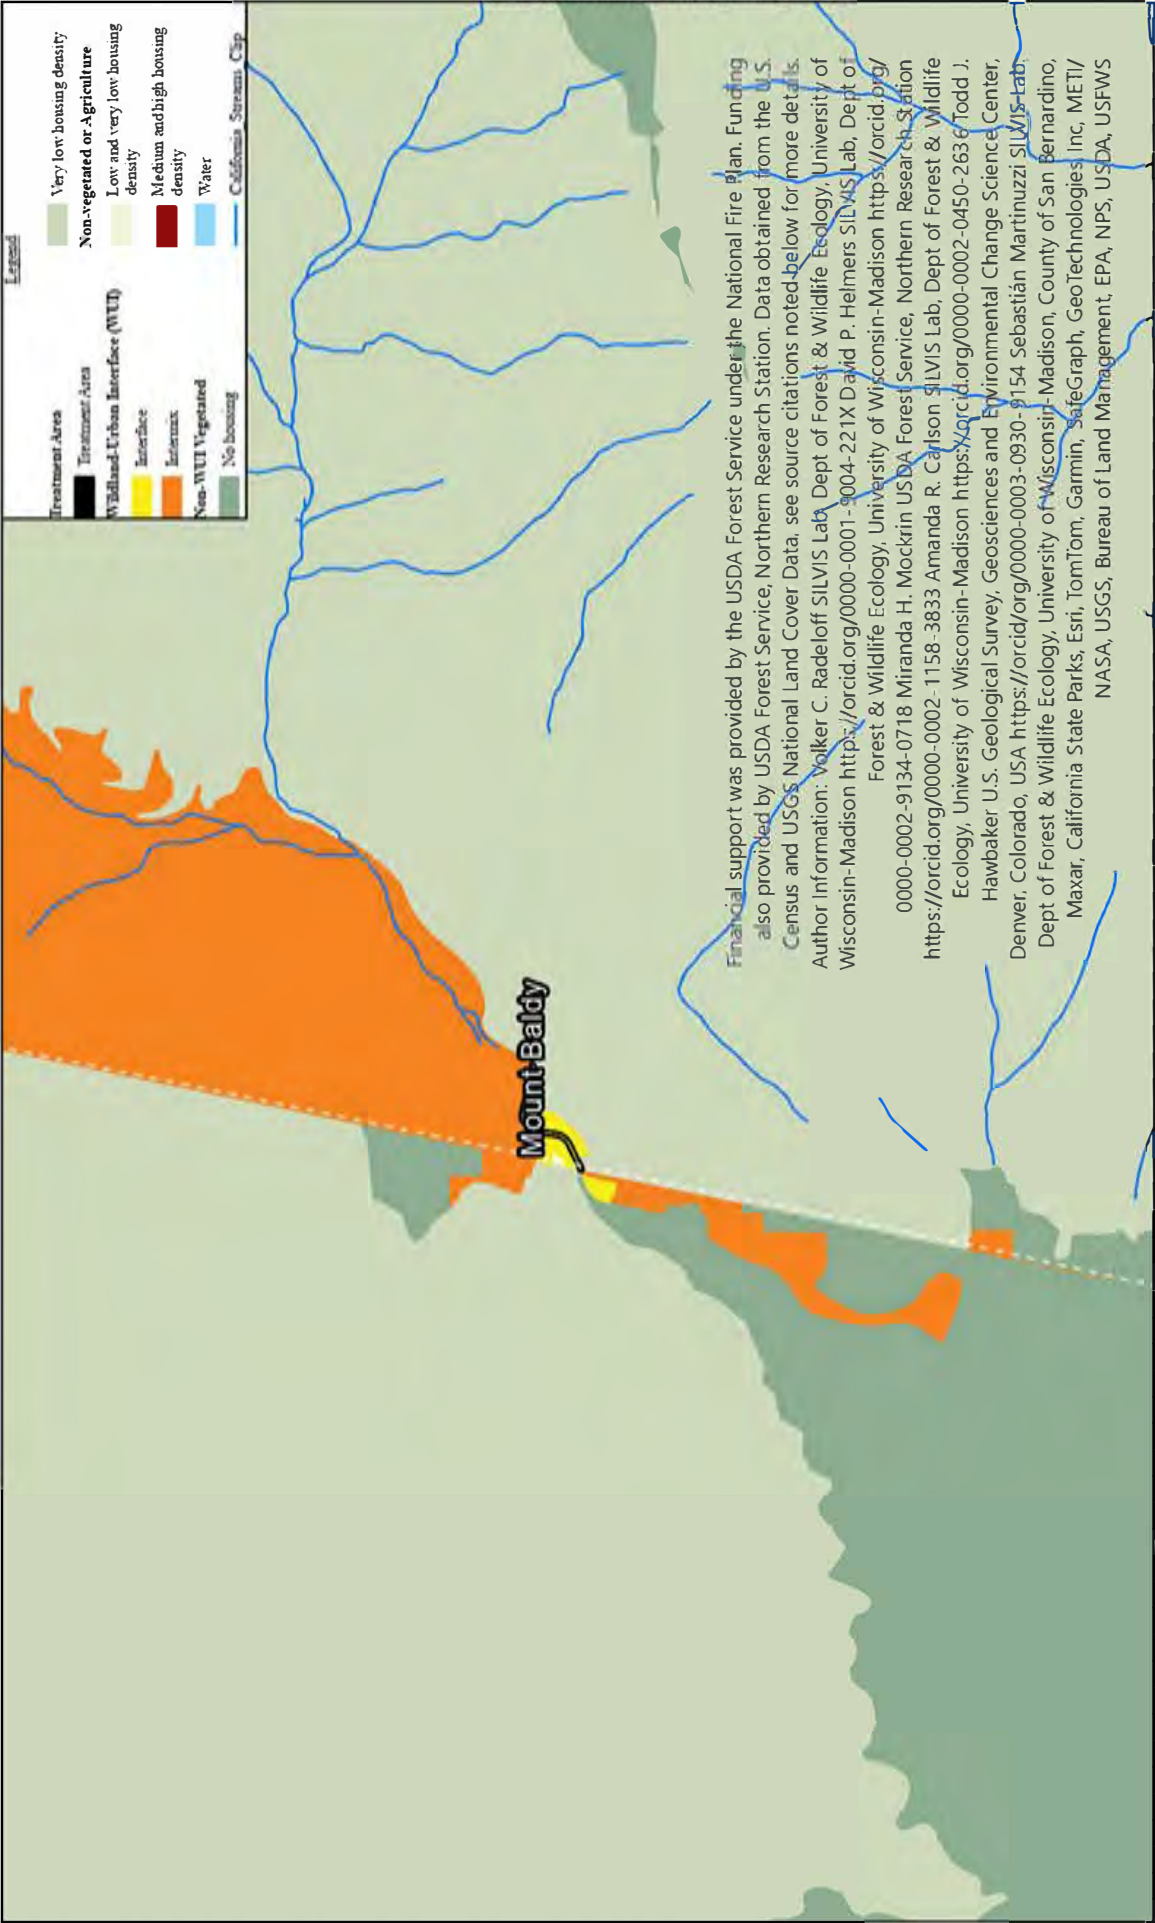 Legend
Treatment Area
Treatment Area
Wildland-Urban Interface (WUI)
Interface
Intermix
Non-WUI Vegetated
No housing
Very low housing density
Non-vegetated or Agriculture
Low and very low housing
density
Medium and high housing
density
Water
California Streams Clip
Mount Baldy
Financial support was provided by the USDA Forest Service under the National Fire Plan. Funding
also provided by USDA Forest Service, Northern Research Station. Data obtained from the U.S.
Census and USGS National Land Cover Data, see source citations noted below for more details.
Author Information: Volker C. Radeloff SILVIS Lab, Dept of Forest & Wildlife Ecology, University of
Wisconsin-Madison https://orcid.org/0000-0001-9004-221X David P. Helmers SILVIS Lab, Dept of
Forest & Wildlife Ecology, University of Wisconsin-Madison https://orcid.org/
0000-0002-9134-0718 Miranda H. Mockrin USDA Forest Service, Northern Research Station
https://orcid.org/0000-0002-1158-3833 Amanda R. Carlson SILVIS Lab, Dept of Forest & Wildlife
Ecology, University of Wisconsin-Madison https://orcid.org/0000-0002-0450-2636 Todd J.
Hawbaker U.S. Geological Survey, Geosciences and Environmental Change Science Center,
Denver, Colorado, USA https://orcid/org/0000-0003-0930-9154 Sebastián Martinuzzi SILVIS Lab,
Dept of Forest & Wildlife Ecology, University of Wisconsin-Madison, County of San Bernardino,
Maxar, California State Parks, Esri, TomTom, Garmin, SafeGraph, GeoTechnologies, Inc, METI/
NASA, USGS, Bureau of Land Management, EPA, NPS, USDA, USFWS